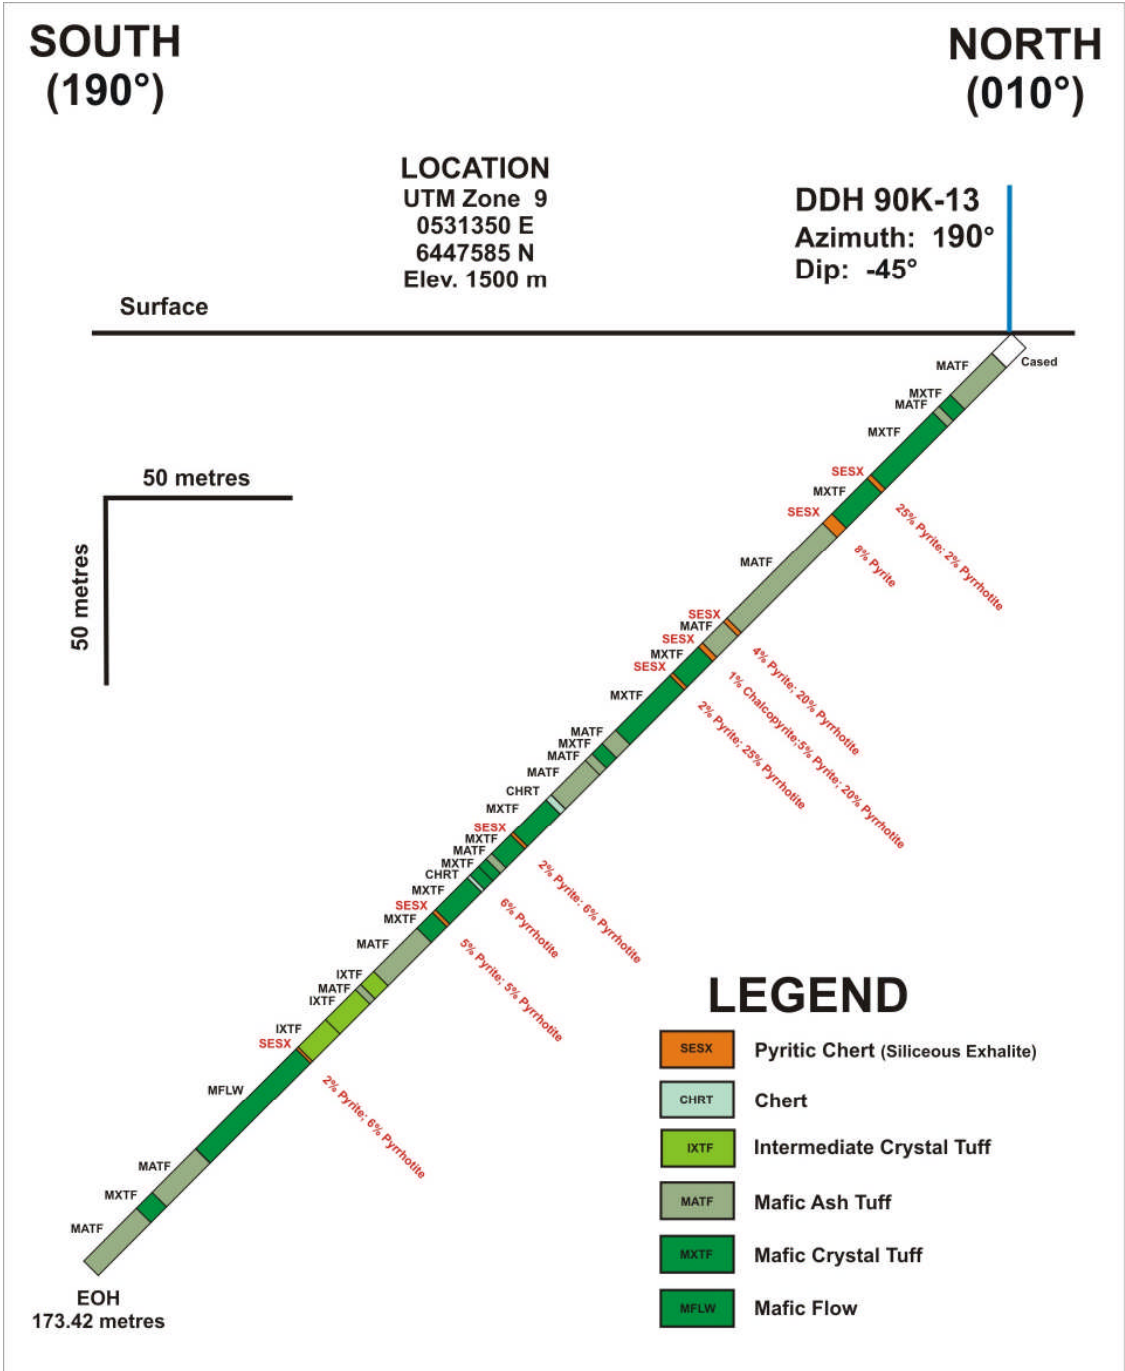 SOUTH
(190°)
NORTH
(010°)
LOCATION
UTM Zone 9
0531350 E
6447585 N
Elev. 1500 m
DDH 90K-13
Azimuth: 190°
Dip: -45°
Surface
Cased
50 metres
50 metres
MATF
MXTF
MATF
MXTF
SESX
MXTF
SESX
MATF
SESX
MATF
SESX
MXTF
SESX
MXTF
MATF
MXTF
MATF
MATF
CHRT
MXTF
SESX
MXTF
MATF
MXTF
CHRT
MXTF
SESX
MXTF
MATF
IXTF
MATF
IXTF
IXTF
SESX
MFLW
MATF
MXTF
MATF
25% Pyrite; 2% Pyrrhotite
8% Pyrite
4% Pyrite; 20% Pyrrhotite
1% Chalcopyrite;5% Pyrite; 20% Pyrrhotite
2% Pyrite; 25% Pyrrhotite
2% Pyrite; 6% Pyrrhotite
6% Pyrrhotite
5% Pyrite; 5% Pyrrhotite
2% Pyrite; 6% Pyrrhotite
EOH
173.42 metres
LEGEND
SESX Pyritic Chert (Siliceous Exhalite)
CHRT Chert
IXTF Intermediate Crystal Tuff
MATF Mafic Ash Tuff
MXTF Mafic Crystal Tuff
MFLW Mafic Flow